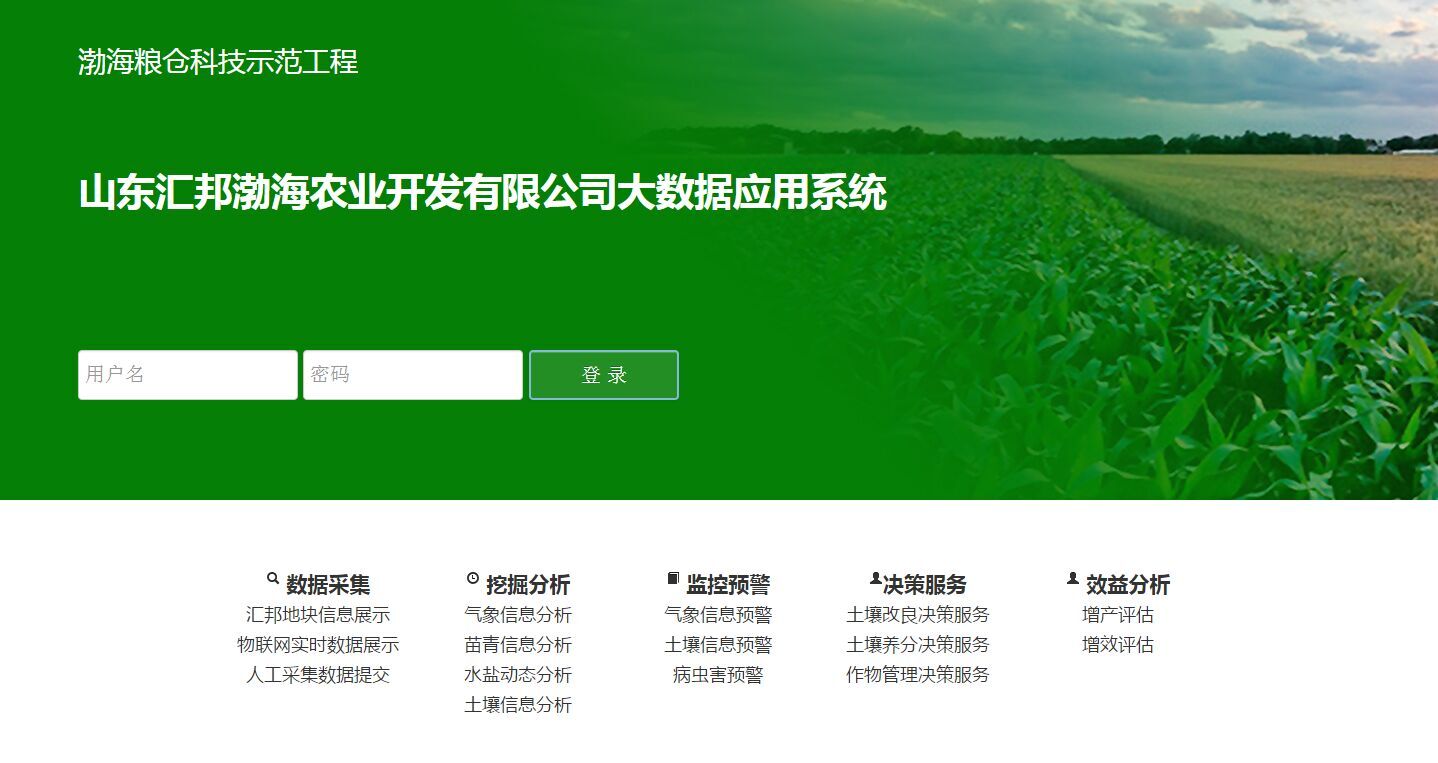 渤海粮仓科技示范工程
山东汇邦渤海农业开发有限公司大数据应用系统
用户名 密码 登 录
数据采集 挖掘分析 监控预警 决策服务 效益分析
汇邦地块信息展示 气象信息分析 气象信息预警 土壤改良决策服务 增产评估
物联网实时数据展示 苗青信息分析 土壤信息预警 土壤养分决策服务 增效评估
人工采集数据提交 水盐动态分析 病虫害预警 作物管理决策服务
土壤信息分析